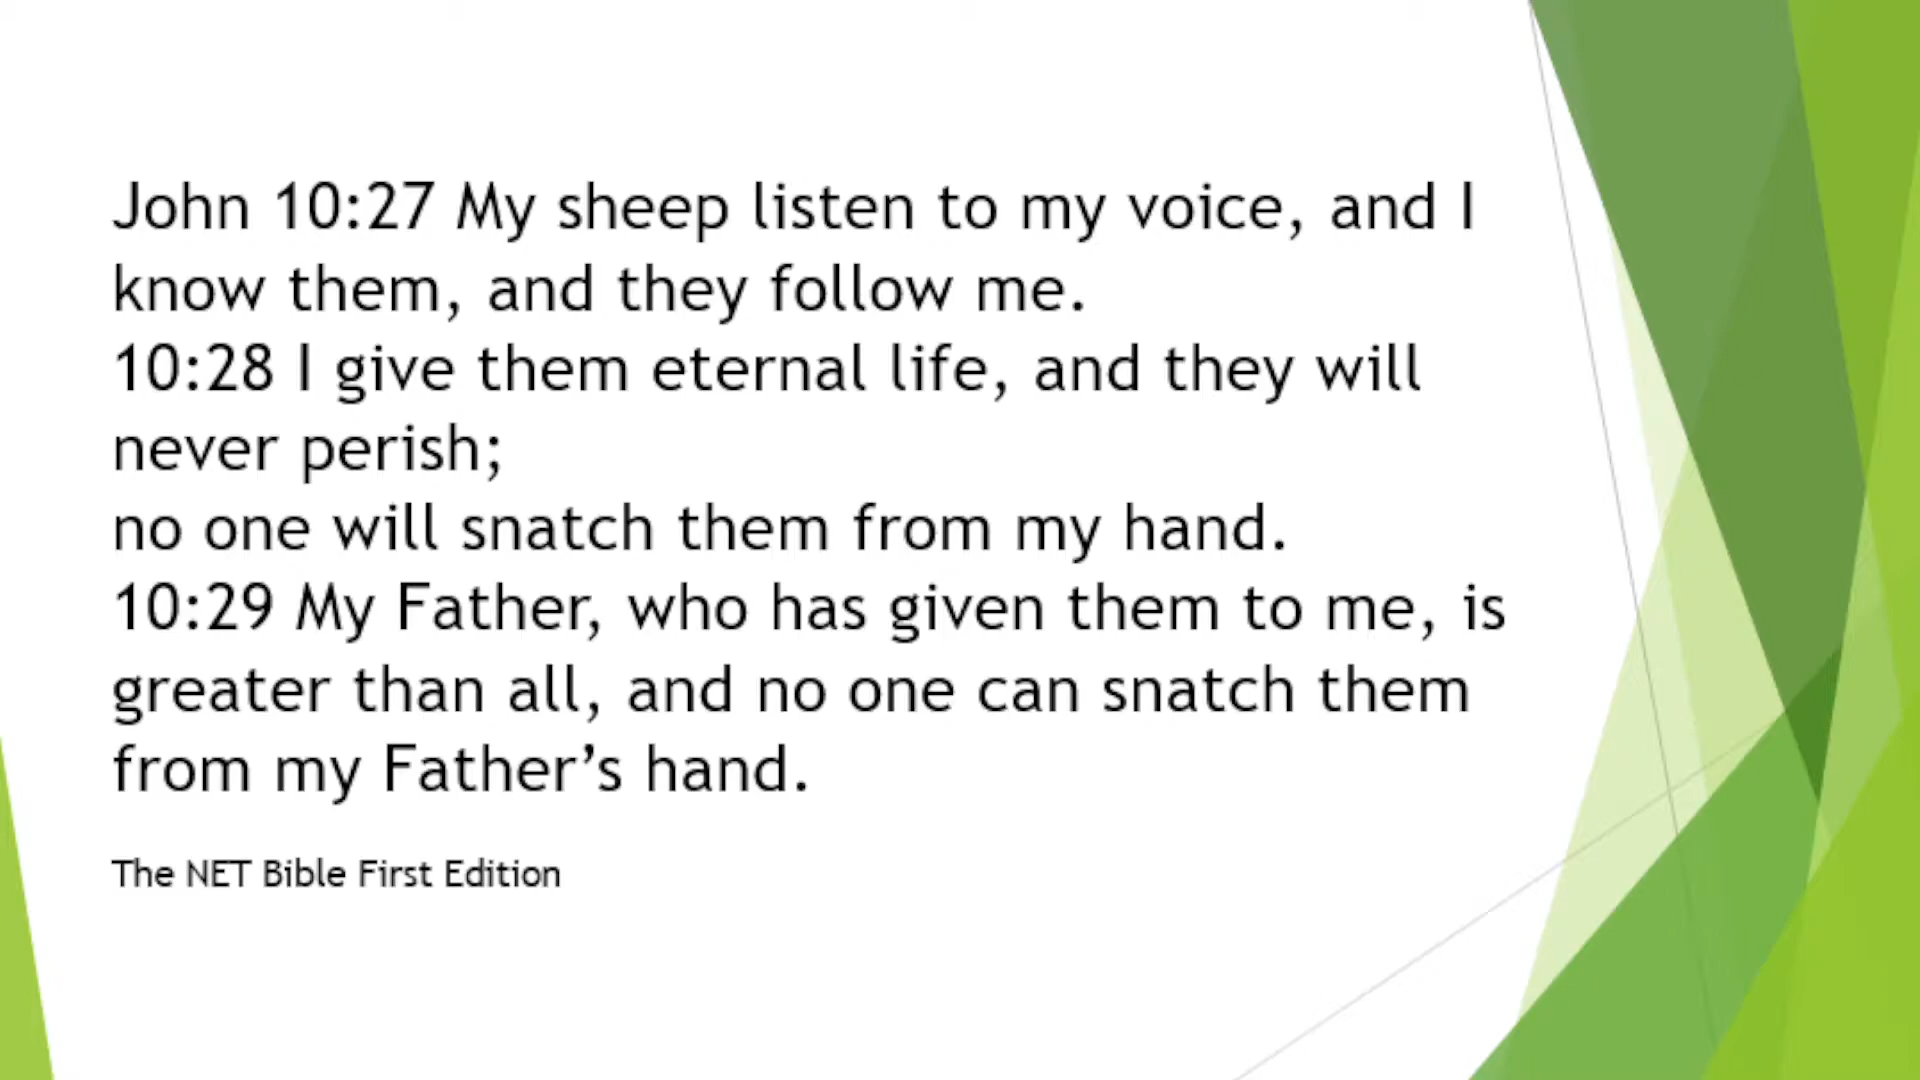 John 10:27 My sheep listen to my voice, and I
know them, and they follow me.
10:28 I give them eternal life, and they will
never perish;
no one will snatch them from my hand.
10:29 My Father, who has given them to me, is
greater than all, and no one can snatch them
from my Father’s hand.
The NET Bible First Edition